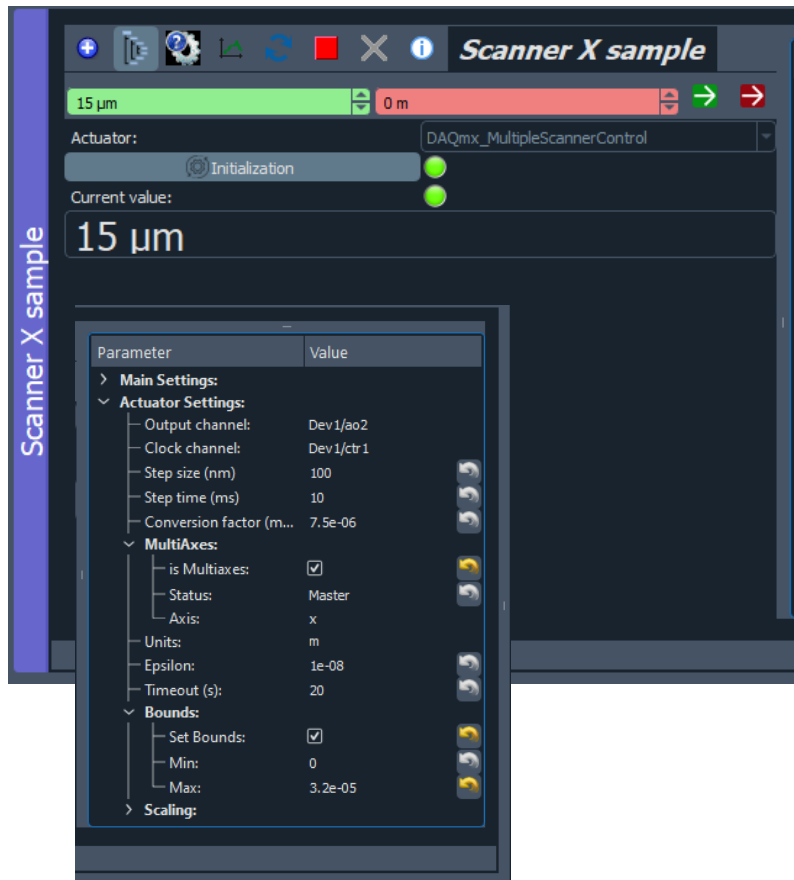 Scanner X sample
Scanner X sample
15 µm
0 m
Actuator:
DAQmx_MultipleScannerControl
Initialization
Current value:
15 µm
Parameter Value
Main Settings:
Actuator Settings:
Output channel: Dev1/ao2
Clock channel: Dev1/ctr1
Step size (nm) 100
Step time (ms) 10
Conversion factor (m... 7.5e-06
MultiAxes:
is Multiaxes:
Status: Master
Axis: x
Units: m
Epsilon: 1e-08
Timeout (s): 20
Bounds:
Set Bounds:
Min: 0
Max: 3.2e-05
Scaling: